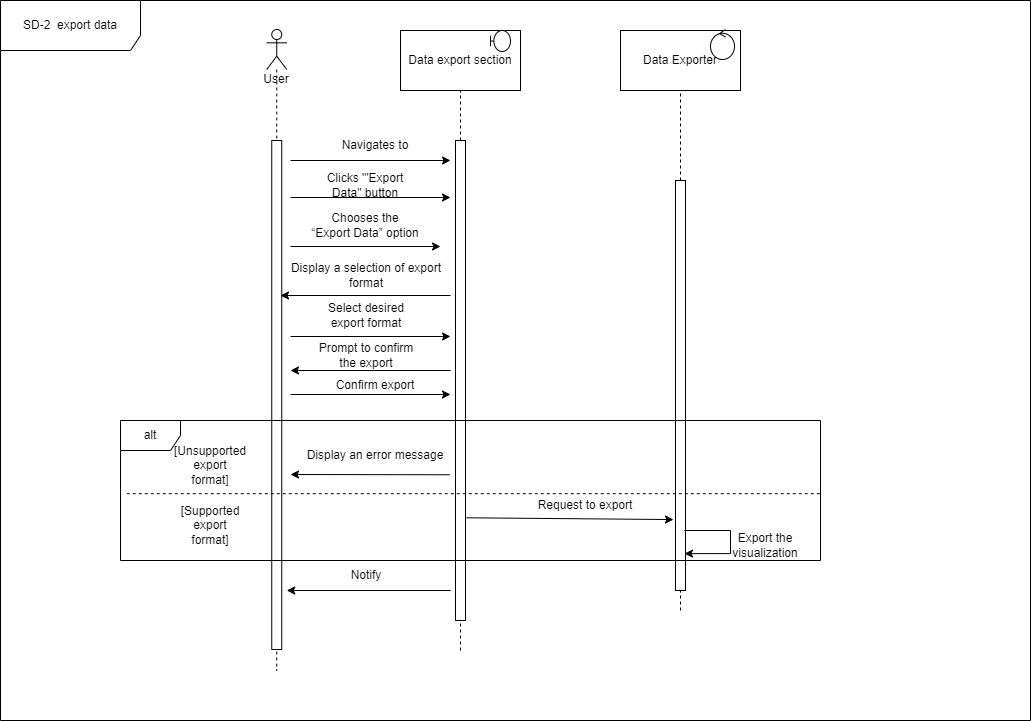 SD-2 export data
User
Data export section
Data Exporter
Navigates to
Clicks '"Export
Data" button
Chooses the
“Export Data” option
Display a selection of export
format
Select desired
export format
Prompt to confirm
the export
Confirm export
alt
[Unsupported
export
format]
Display an error message
[Supported
export
format]
Request to export
Export the
visualization
Notify